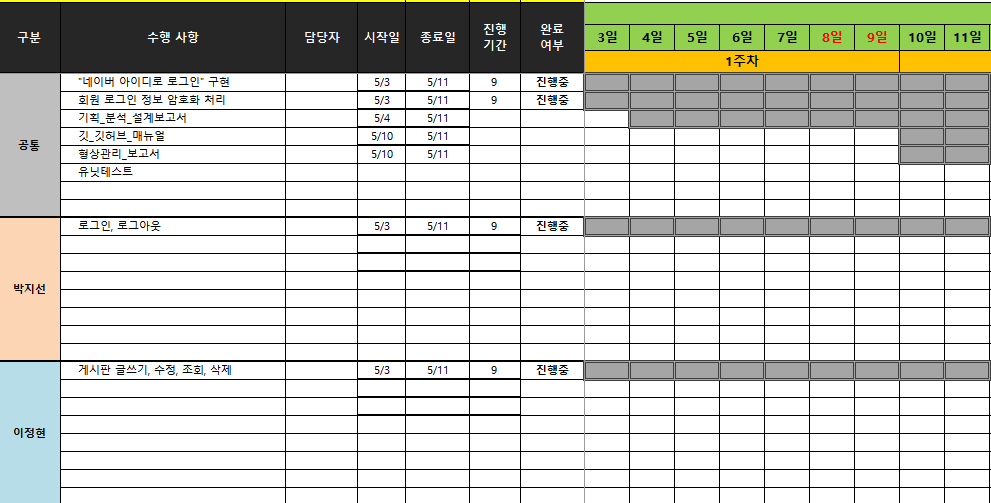 구분 수행 사항 담당자 시작일 종료일 진행 기간 완료 여부 3일 4일 5일 6일 7일 8일 9일 10일 11일
1주차
공통
"네이버 아이디로 로그인" 구현 5/3 5/11 9 진행중
회원 로그인 정보 암호화 처리 5/3 5/11 9 진행중
기획_분석_설계보고서 5/4 5/11
깃_깃허브_매뉴얼 5/10 5/11
형상관리_보고서 5/10 5/11
유닛테스트
박지선
로그인, 로그아웃 5/3 5/11 9 진행중
이정현
게시판 글쓰기, 수정, 조회, 삭제 5/3 5/11 9 진행중